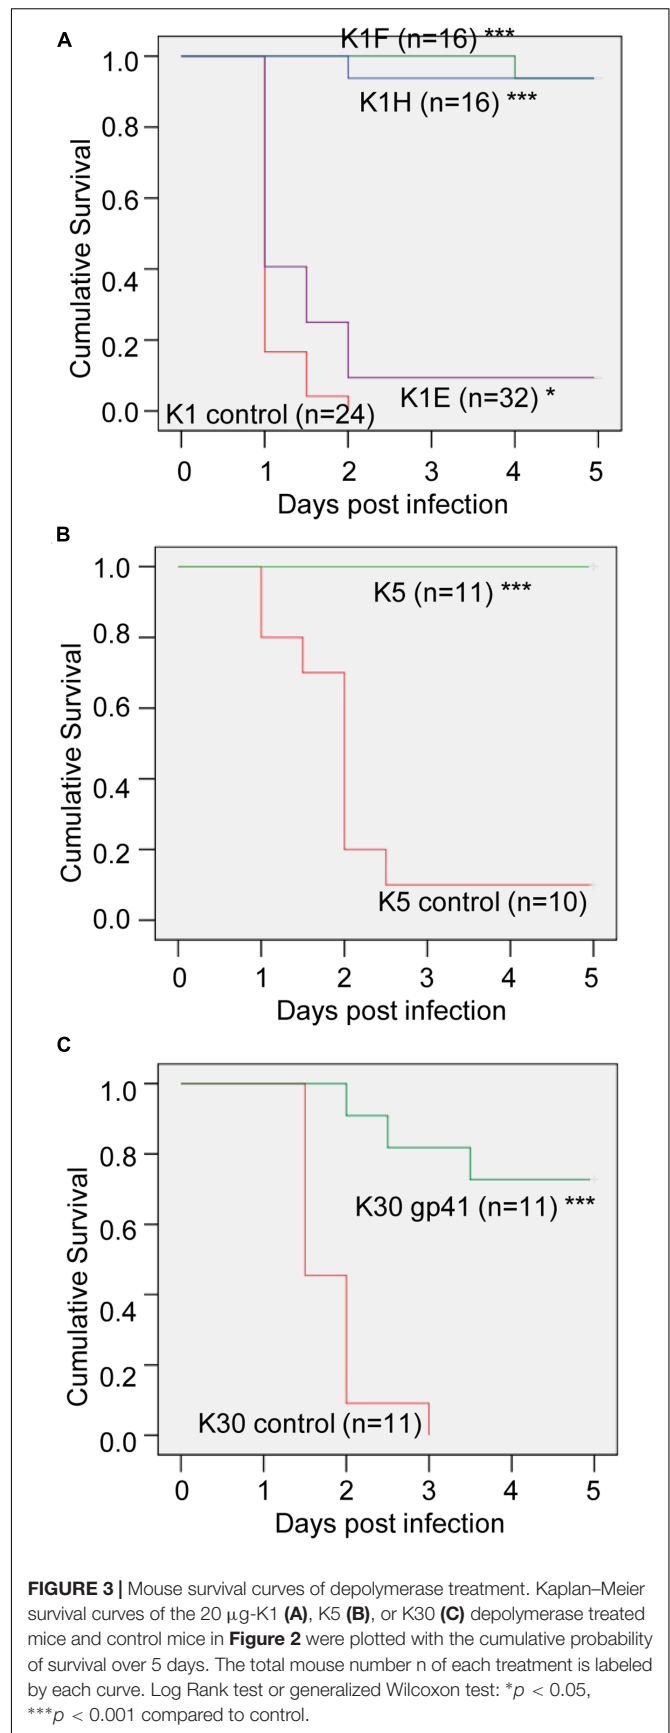 A
K1F (n=16) ***
1.0
K1H (n=16) ***
0.8
0.6
0.4
0.2
K1E (n=32) *
0.0
K1 control (n=24)
Cumulative Survival
0 1 2 3 4 5
Days post infection
B
1.0
K5 (n=11) ***
0.8
0.6
0.4
0.2
K5 control (n=10)
0.0
Cumulative Survival
0 1 2 3 4 5
Days post infection
C
1.0
0.8
K30 gp41 (n=11) ***
0.6
0.4
0.2
K30 control (n=11)
0.0
Cumulative Survival
0 1 2 3 4 5
Days post infection
FIGURE 3 | Mouse survival curves of depolymerase treatment. Kaplan–Meier
survival curves of the 20 μg-K1 (A), K5 (B), or K30 (C) depolymerase treated
mice and control mice in Figure 2 were plotted with the cumulative probability
of survival over 5 days. The total mouse number n of each treatment is labeled
by each curve. Log Rank test or generalized Wilcoxon test: *p < 0.05,
***p < 0.001 compared to control.